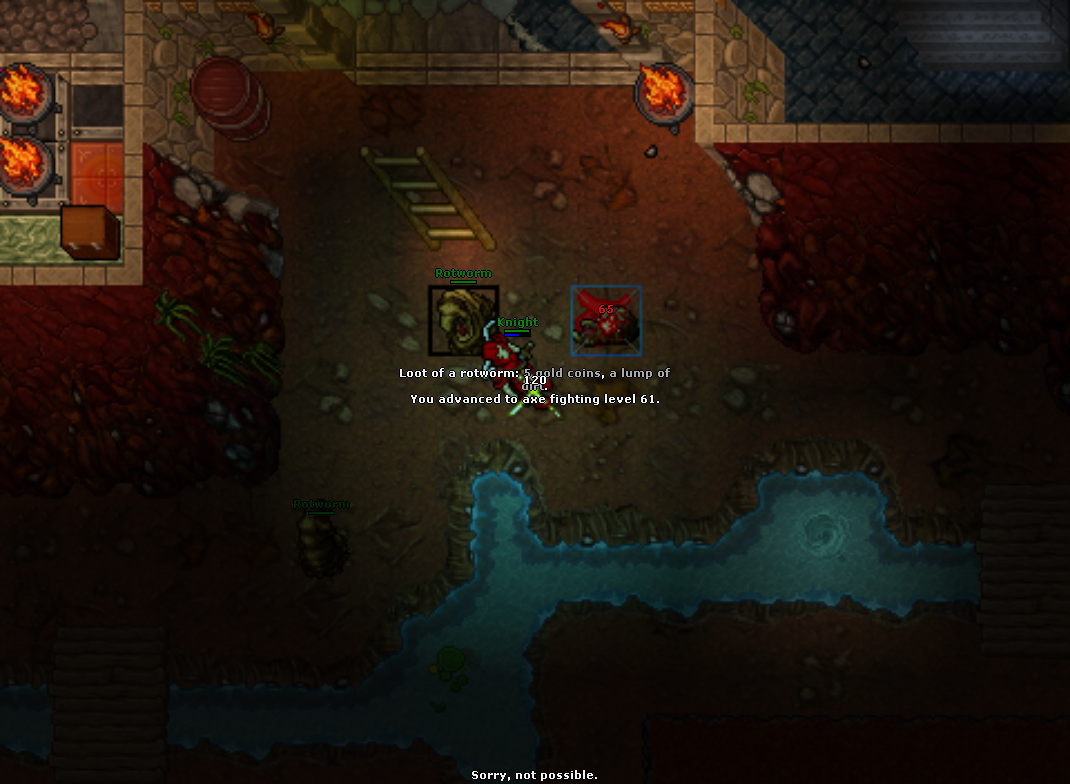 Rotworm
65
Knight
Loot of a rotworm: 5 gold coins, a lump of
dirt.
120
You advanced to axe fighting level 61.
Rotworm
Sorry, not possible.